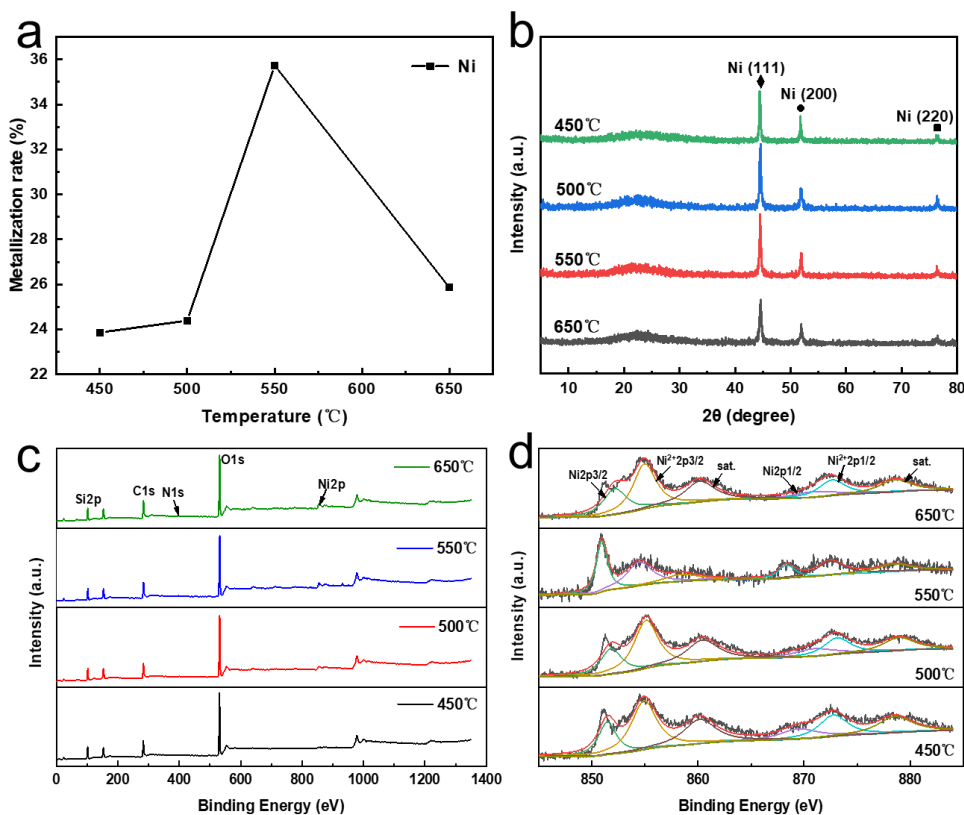 a
Ni
Metallization rate (%)
36
34
32
30
28
26
24
22
450
500
550
600
650
Temperature (℃)
b
Ni (111)
Ni (200)
Ni (220)
450℃
500℃
550℃
650℃
Intensity (a.u.)
10
20
30
40
50
60
70
80
2θ (degree)
c
O1s
650℃
Si2p
C1s
N1s
Ni2p
550℃
500℃
450℃
Intensity (a.u.)
0
200
400
600
800
1000
1200
1400
Binding Energy (eV)
d
Ni2p3/2
Ni²⁺2p3/2
sat.
Ni2p1/2
Ni²⁺2p1/2
sat.
650℃
550℃
500℃
450℃
Intensity (a.u.)
850
860
870
880
Binding Energy (eV)